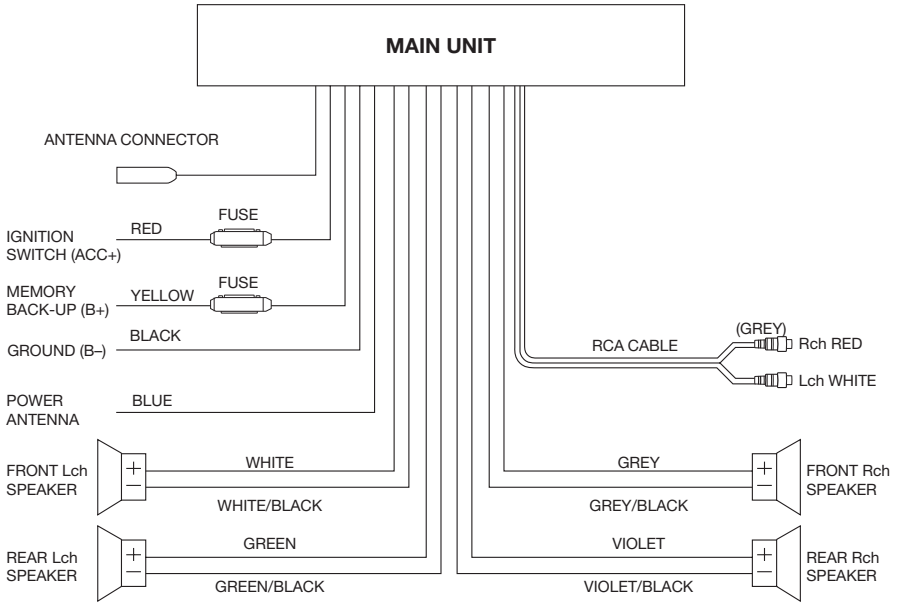 MAIN UNIT
ANTENNA CONNECTOR
FUSE
RED
IGNITION
SWITCH (ACC+)
FUSE
MEMORY
BACK-UP (B+)
YELLOW
BLACK
GROUND (B–)
RCA CABLE
(GREY)
Rch RED
Lch WHITE
POWER
ANTENNA
BLUE
FRONT Lch
SPEAKER
+
–
WHITE
WHITE/BLACK
GREY
GREY/BLACK
+
–
FRONT Rch
SPEAKER
REAR Lch
SPEAKER
+
–
GREEN
GREEN/BLACK
VIOLET
VIOLET/BLACK
+
–
REAR Rch
SPEAKER